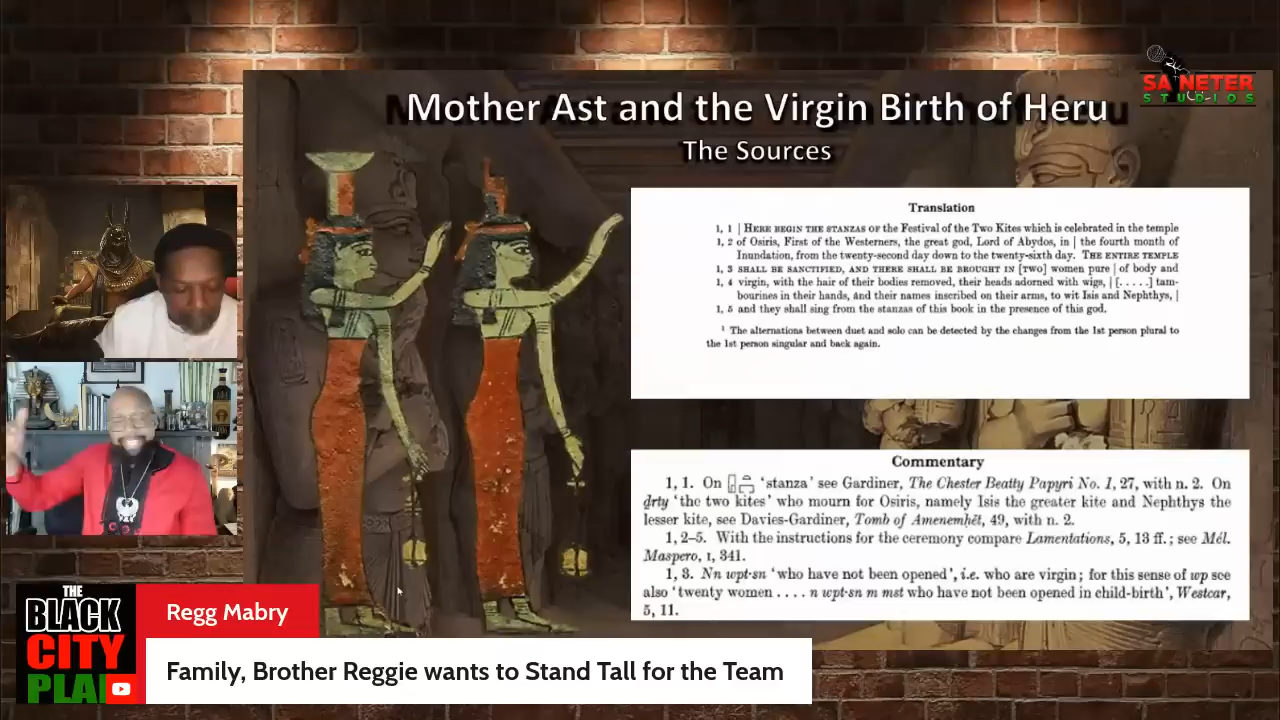 SA NETER
STUDIOS
Mother Ast and the Virgin Birth of Heru
The Sources
Translation
1, 1 | HERE BEGIN THE STANZAS OF the Festival of the Two Kites which is celebrated in the temple
1, 2 of Osiris, First of the Westerners, the great god, Lord of Abydos, in | the fourth month of
Inundation, from the twenty-second day down to the twenty-sixth day. THE ENTIRE TEMPLE
1, 3 SHALL BE SANCTIFIED, AND THERE SHALL BE BROUGHT IN [TWO] women pure | of body and
1, 4 virgin, with the hair of their bodies removed, their heads adorned with wigs, | [. . . . .] tam-
bourines in their hands, and their names inscribed on their arms, to wit Isis and Nephthys, |
1, 5 and they shall sing from the stanzas of this book in the presence of this god.
¹ The alternations between duet and solo can be detected by the changes from the 1st person plural to
the 1st person singular and back again.
Commentary
1, 1. On 'stanza' see Gardiner, The Chester Beatty Papyri No. I, 27, with n. 2. On
ḏrty 'the two kites' who mourn for Osiris, namely Isis the greater kite and Nephthys the
lesser kite, see Davies-Gardiner, Tomb of Amenemḥēt, 49, with n. 2.
1, 2-5. With the instructions for the ceremony compare Lamentations, 5, 13 ff.; see Mél.
Maspero, I, 341.
1, 3. Nn wpt·sn 'who have not been opened', i.e. who are virgin; for this sense of wp see
also 'twenty women . . . . n wpt·sn m mst who have not been opened in child-birth', Westcar,
5, 11.
THE
BLACK
CITY
PLA
Regg Mabry
Family, Brother Reggie wants to Stand Tall for the Team